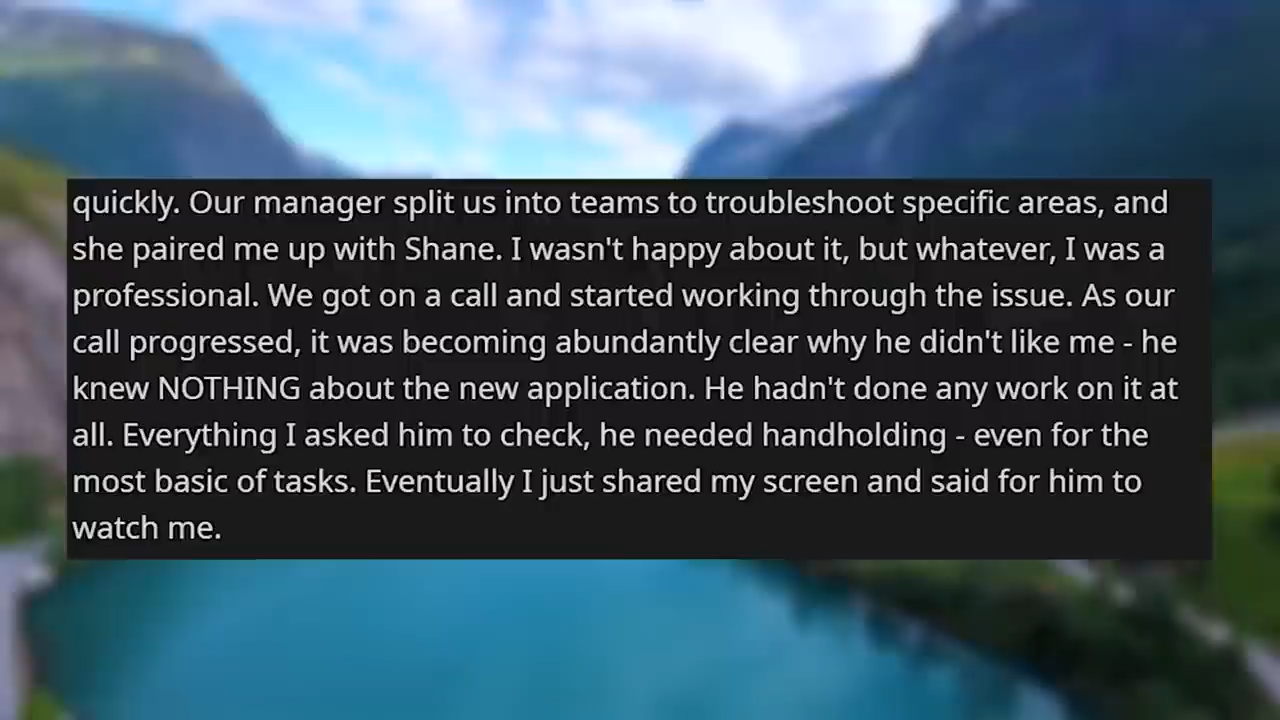 quickly. Our manager split us into teams to troubleshoot specific areas, and
she paired me up with Shane. I wasn't happy about it, but whatever, I was a
professional. We got on a call and started working through the issue. As our
call progressed, it was becoming abundantly clear why he didn't like me - he
knew NOTHING about the new application. He hadn't done any work on it at
all. Everything I asked him to check, he needed handholding - even for the
most basic of tasks. Eventually I just shared my screen and said for him to
watch me.